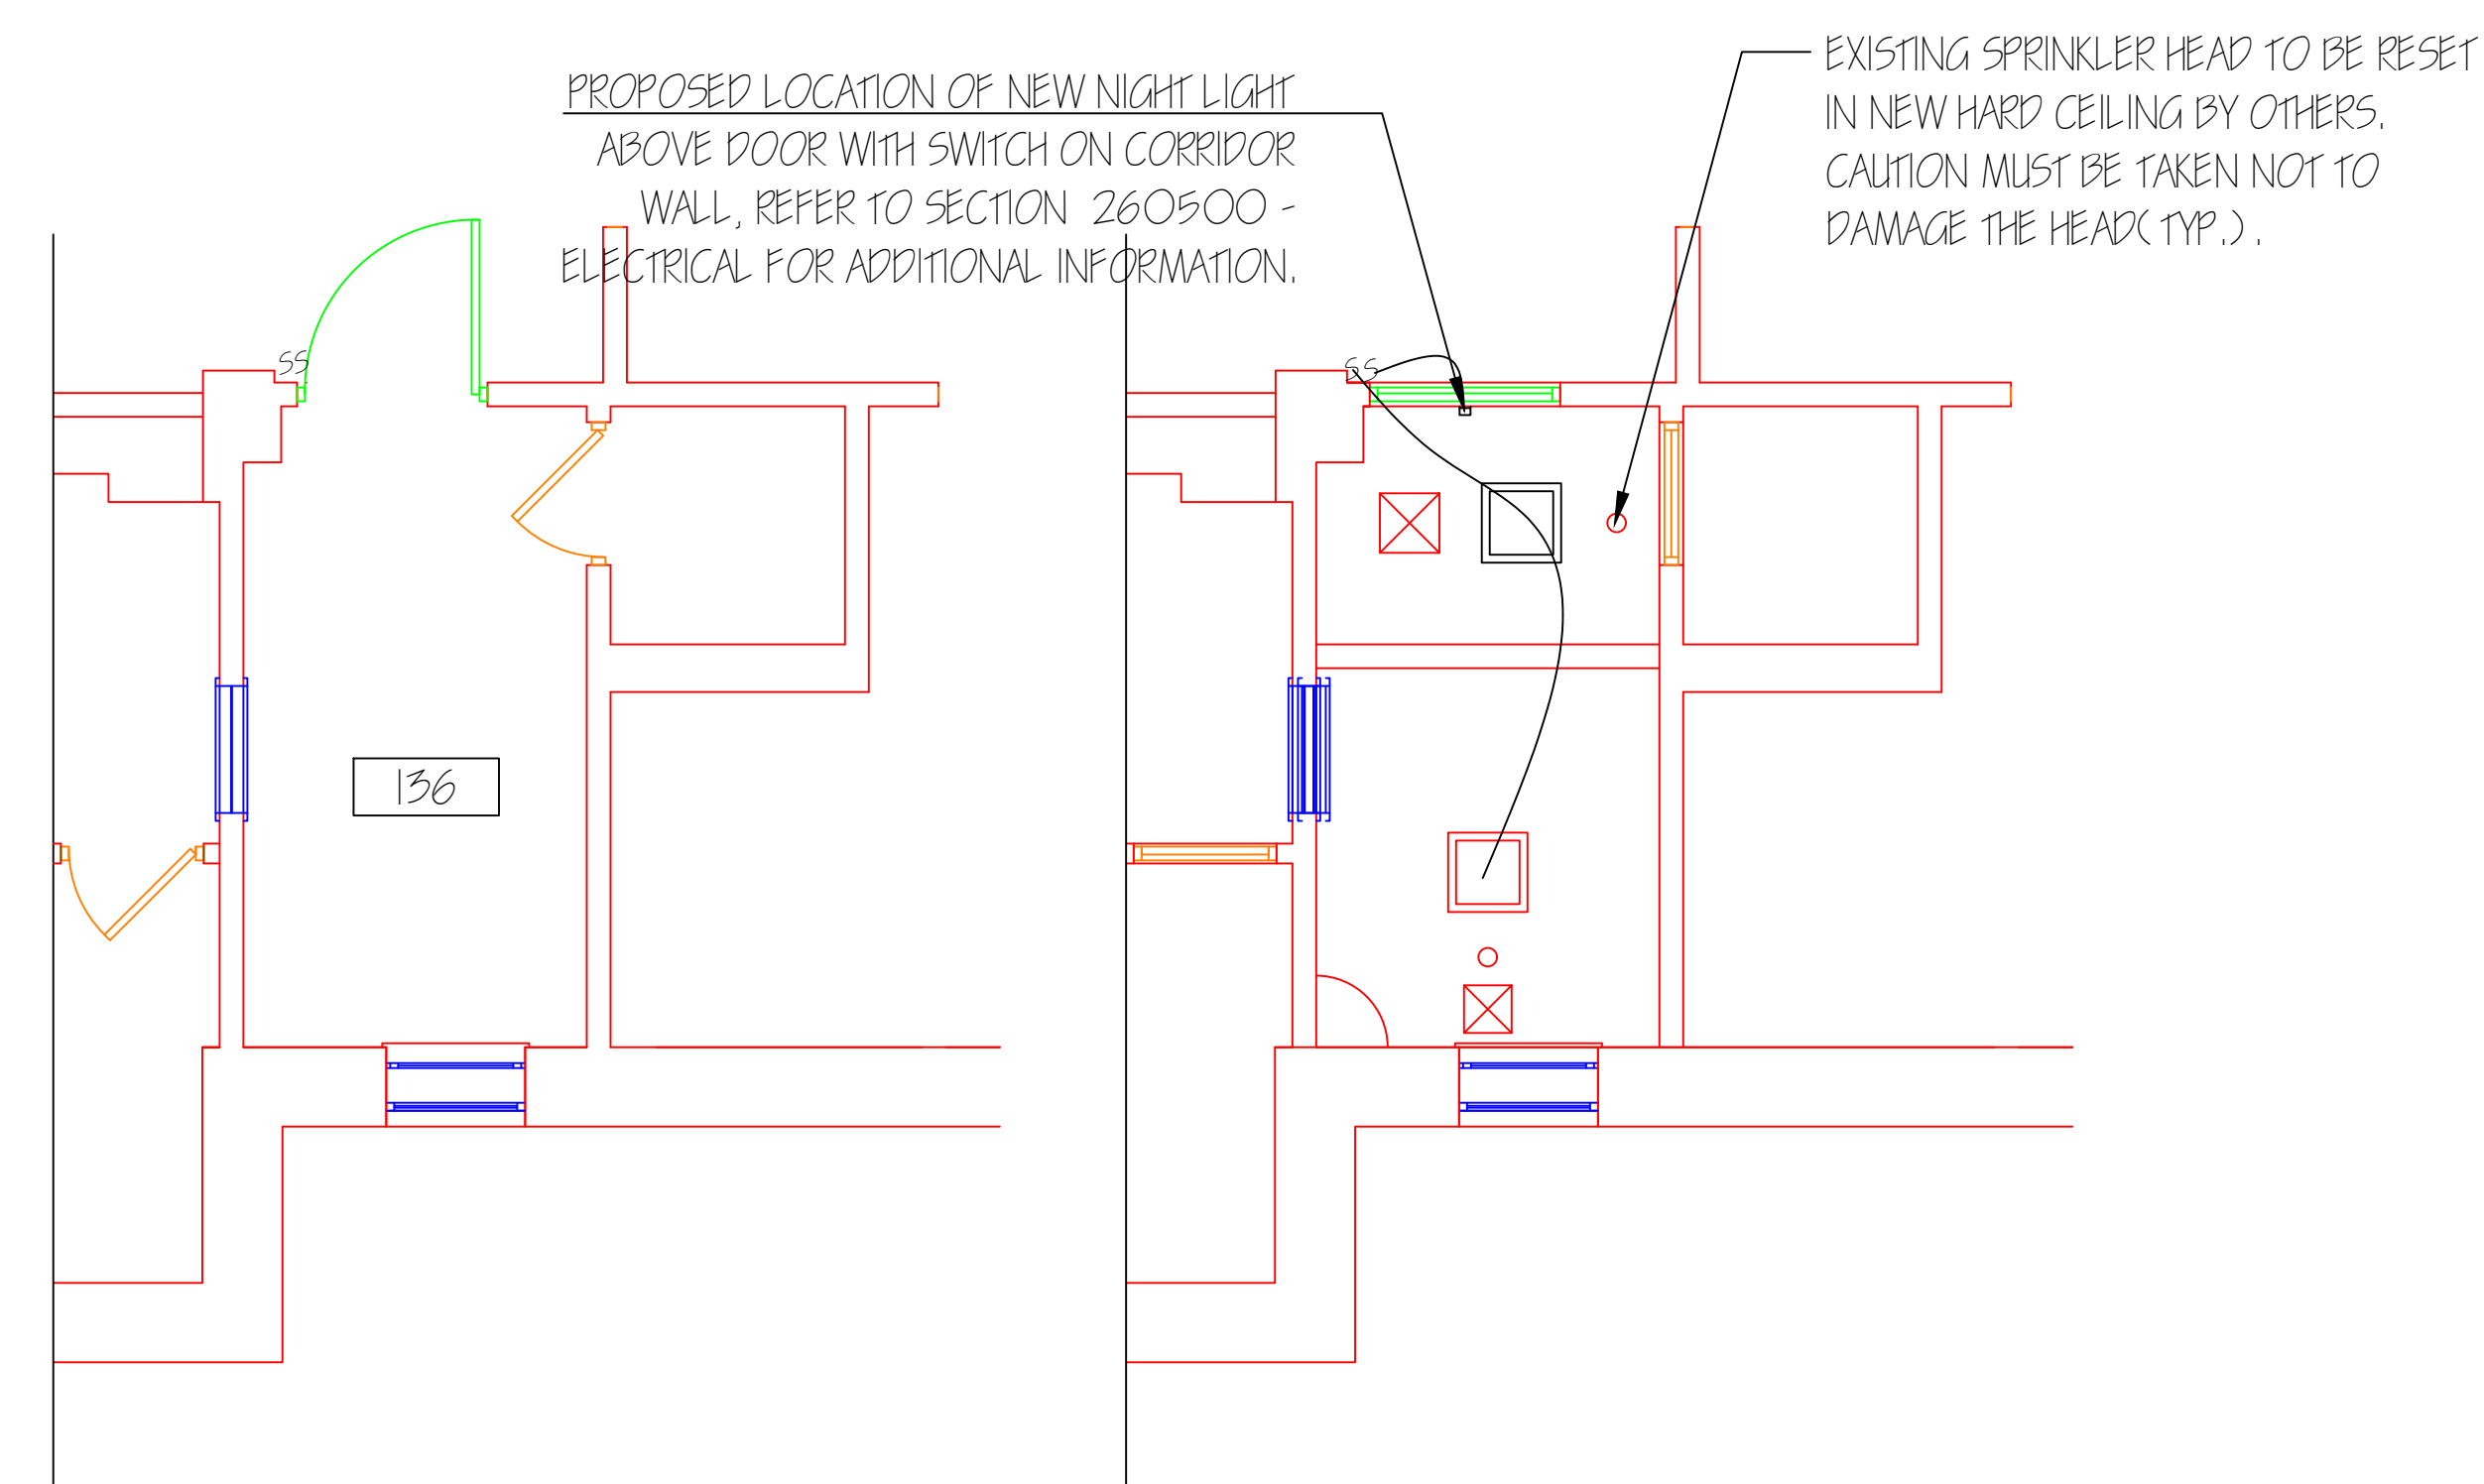 PROPOSED LOCATION OF NEW NIGHT LIGHT
ABOVE DOOR WITH SWITCH ON CORRIDOR
WALL, REFER TO SECTION 260500 -
ELECTRICAL FOR ADDITIONAL INFORMATION.
EXISTING SPRINKLER HEAD TO BE RESET
IN NEW HARD CEILING BY OTHERS.
CAUTION MUST BE TAKEN NOT TO
DAMAGE THE HEAD( TYP.) .
SS
S S
136